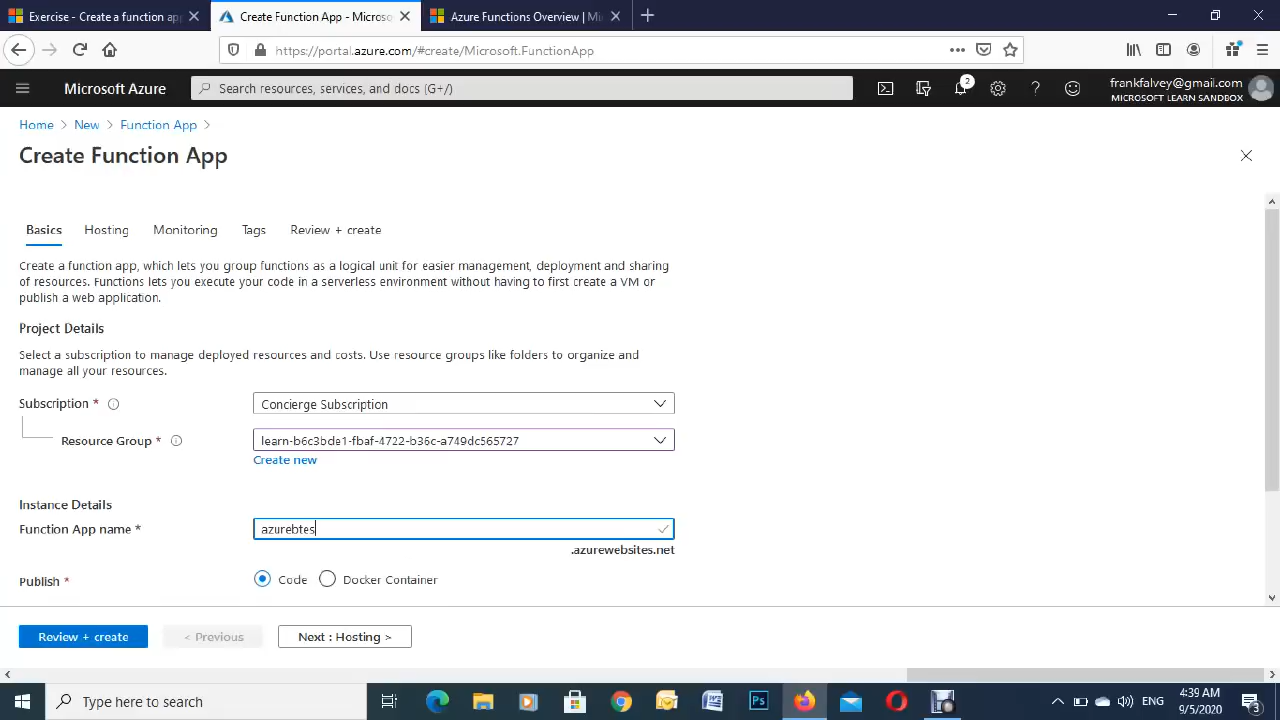 Exercise - Create a function app
Create Function App - Microso
Azure Functions Overview | Mi
https://portal.azure.com/#create/Microsoft.FunctionApp
Microsoft Azure
Search resources, services, and docs (G+/)
2
frankfalvey@gmail.com
MICROSOFT LEARN SANDBOX
Home > New > Function App >
Create Function App
Basics Hosting Monitoring Tags Review + create
Create a function app, which lets you group functions as a logical unit for easier management, deployment and sharing
of resources. Functions lets you execute your code in a serverless environment without having to first create a VM or
publish a web application.
Project Details
Select a subscription to manage deployed resources and costs. Use resource groups like folders to organize and
manage all your resources.
Subscription *
Concierge Subscription
Resource Group *
learn-b6c3bde1-fbaf-4722-b36c-a749dc565727
Create new
Instance Details
Function App name *
azurebtes
.azurewebsites.net
Publish *
Code
Docker Container
Review + create
< Previous
Next : Hosting >
Type here to search
Ps
ENG
4:39 AM
9/5/2020
3